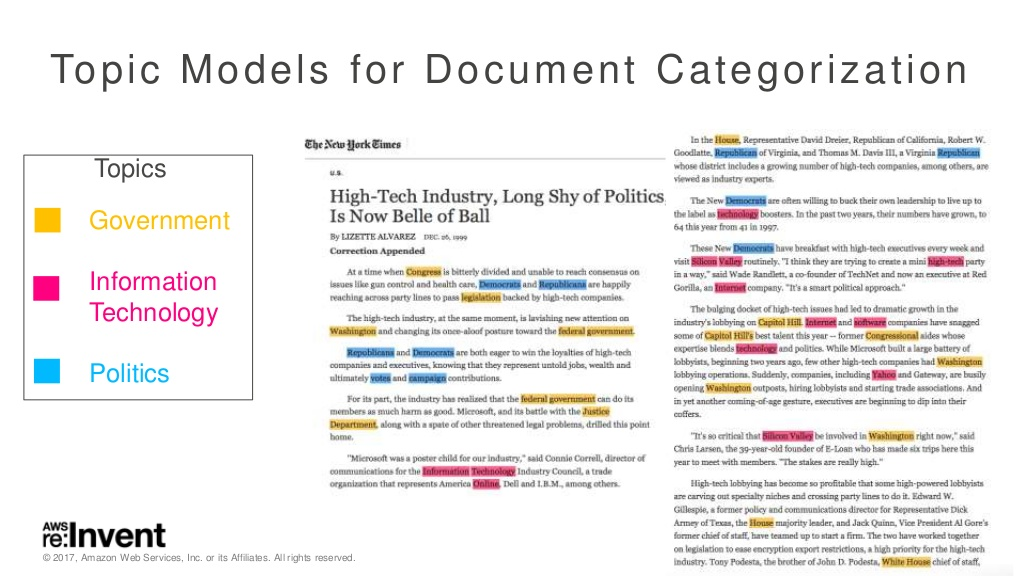 Topic Models for Document Categorization
Topics
Government
Information
Technology
Politics
The New York Times
U.S.
High-Tech Industry, Long Shy of Politics,
Is Now Belle of Ball
By LIZETTE ALVAREZ DEC. 26, 1999
Correction Appended
At a time when Congress is bitterly divided and unable to reach consensus on
issues like gun control and health care, Democrats and Republicans are happily
reaching across party lines to pass legislation backed by high-tech companies.
The high-tech industry, at the same moment, is lavishing new attention on
Washington and changing its once-aloof posture toward the federal government.
Republicans and Democrats are both eager to win the loyalties of high-tech
companies and executives, knowing that they represent untold jobs, wealth and
ultimately votes and campaign contributions.
For its part, the industry has realized that the federal government can do its
members as much harm as good. Microsoft, and its battle with the Justice
Department, along with a spate of other threatened legal problems, drilled this point
home.
"Microsoft was a poster child for our industry," said Connie Correll, director of
communications for the Information Technology Industry Council, a trade
organization that represents America Online, Dell and I.B.M., among others.
In the House, Representative David Dreier, Republican of California, Robert W.
Goodlatte, Republican of Virginia, and Thomas M. Davis III, a Virginia Republican
whose district includes a growing number of high-tech companies, among others, are
viewed as industry experts.
The New Democrats are often willing to buck their own leadership to live up to
the label as technology boosters. In the past two years, their numbers have grown, to
64 this year from 41 in 1997.
These New Democrats have breakfast with high-tech executives every week and
visit Silicon Valley routinely. "I think they are trying to create a mini high-tech party
in a way," said Wade Randlett, a co-founder of TechNet and now an executive at Red
Gorilla, an Internet company. "It's a smart political approach."
The bulging docket of high-tech issues had led to dramatic growth in the
industry's lobbying on Capitol Hill. Internet and software companies have snagged
some of Capitol Hill's best talent this year -- former Congressional aides whose
expertise blends technology and politics. While Microsoft built a large battery of
lobbyists, beginning two years ago, few other high-tech companies had Washington
lobbying operations. Suddenly, companies, including Yahoo and Gateway, are busily
opening Washington outposts, hiring lobbyists and starting trade associations. And
in yet another coming-of-age gesture, executives are beginning to dip into their
coffers.
"It's so critical that Silicon Valley be involved in Washington right now," said
Chris Larsen, the 39-year-old founder of E-Loan who has made six trips here this
year to meet with members. "The stakes are really high."
High-tech lobbying has become so profitable that some high-powered lobbyists
are carving out specialty niches and crossing party lines to do it. Edward W.
Gillespie, a former policy and communications director for Representative Dick
Armey of Texas, the House majority leader, and Jack Quinn, Vice President Al Gore's
former chief of staff, have teamed up to start a firm. The two have worked together
on legislation to ease encryption export restrictions, a high priority for the high-tech
industry. Tony Podesta, the brother of John D. Podesta, White House chief of staff,
AWS
re:Invent
© 2017, Amazon Web Services, Inc. or its Affiliates. All rights reserved.